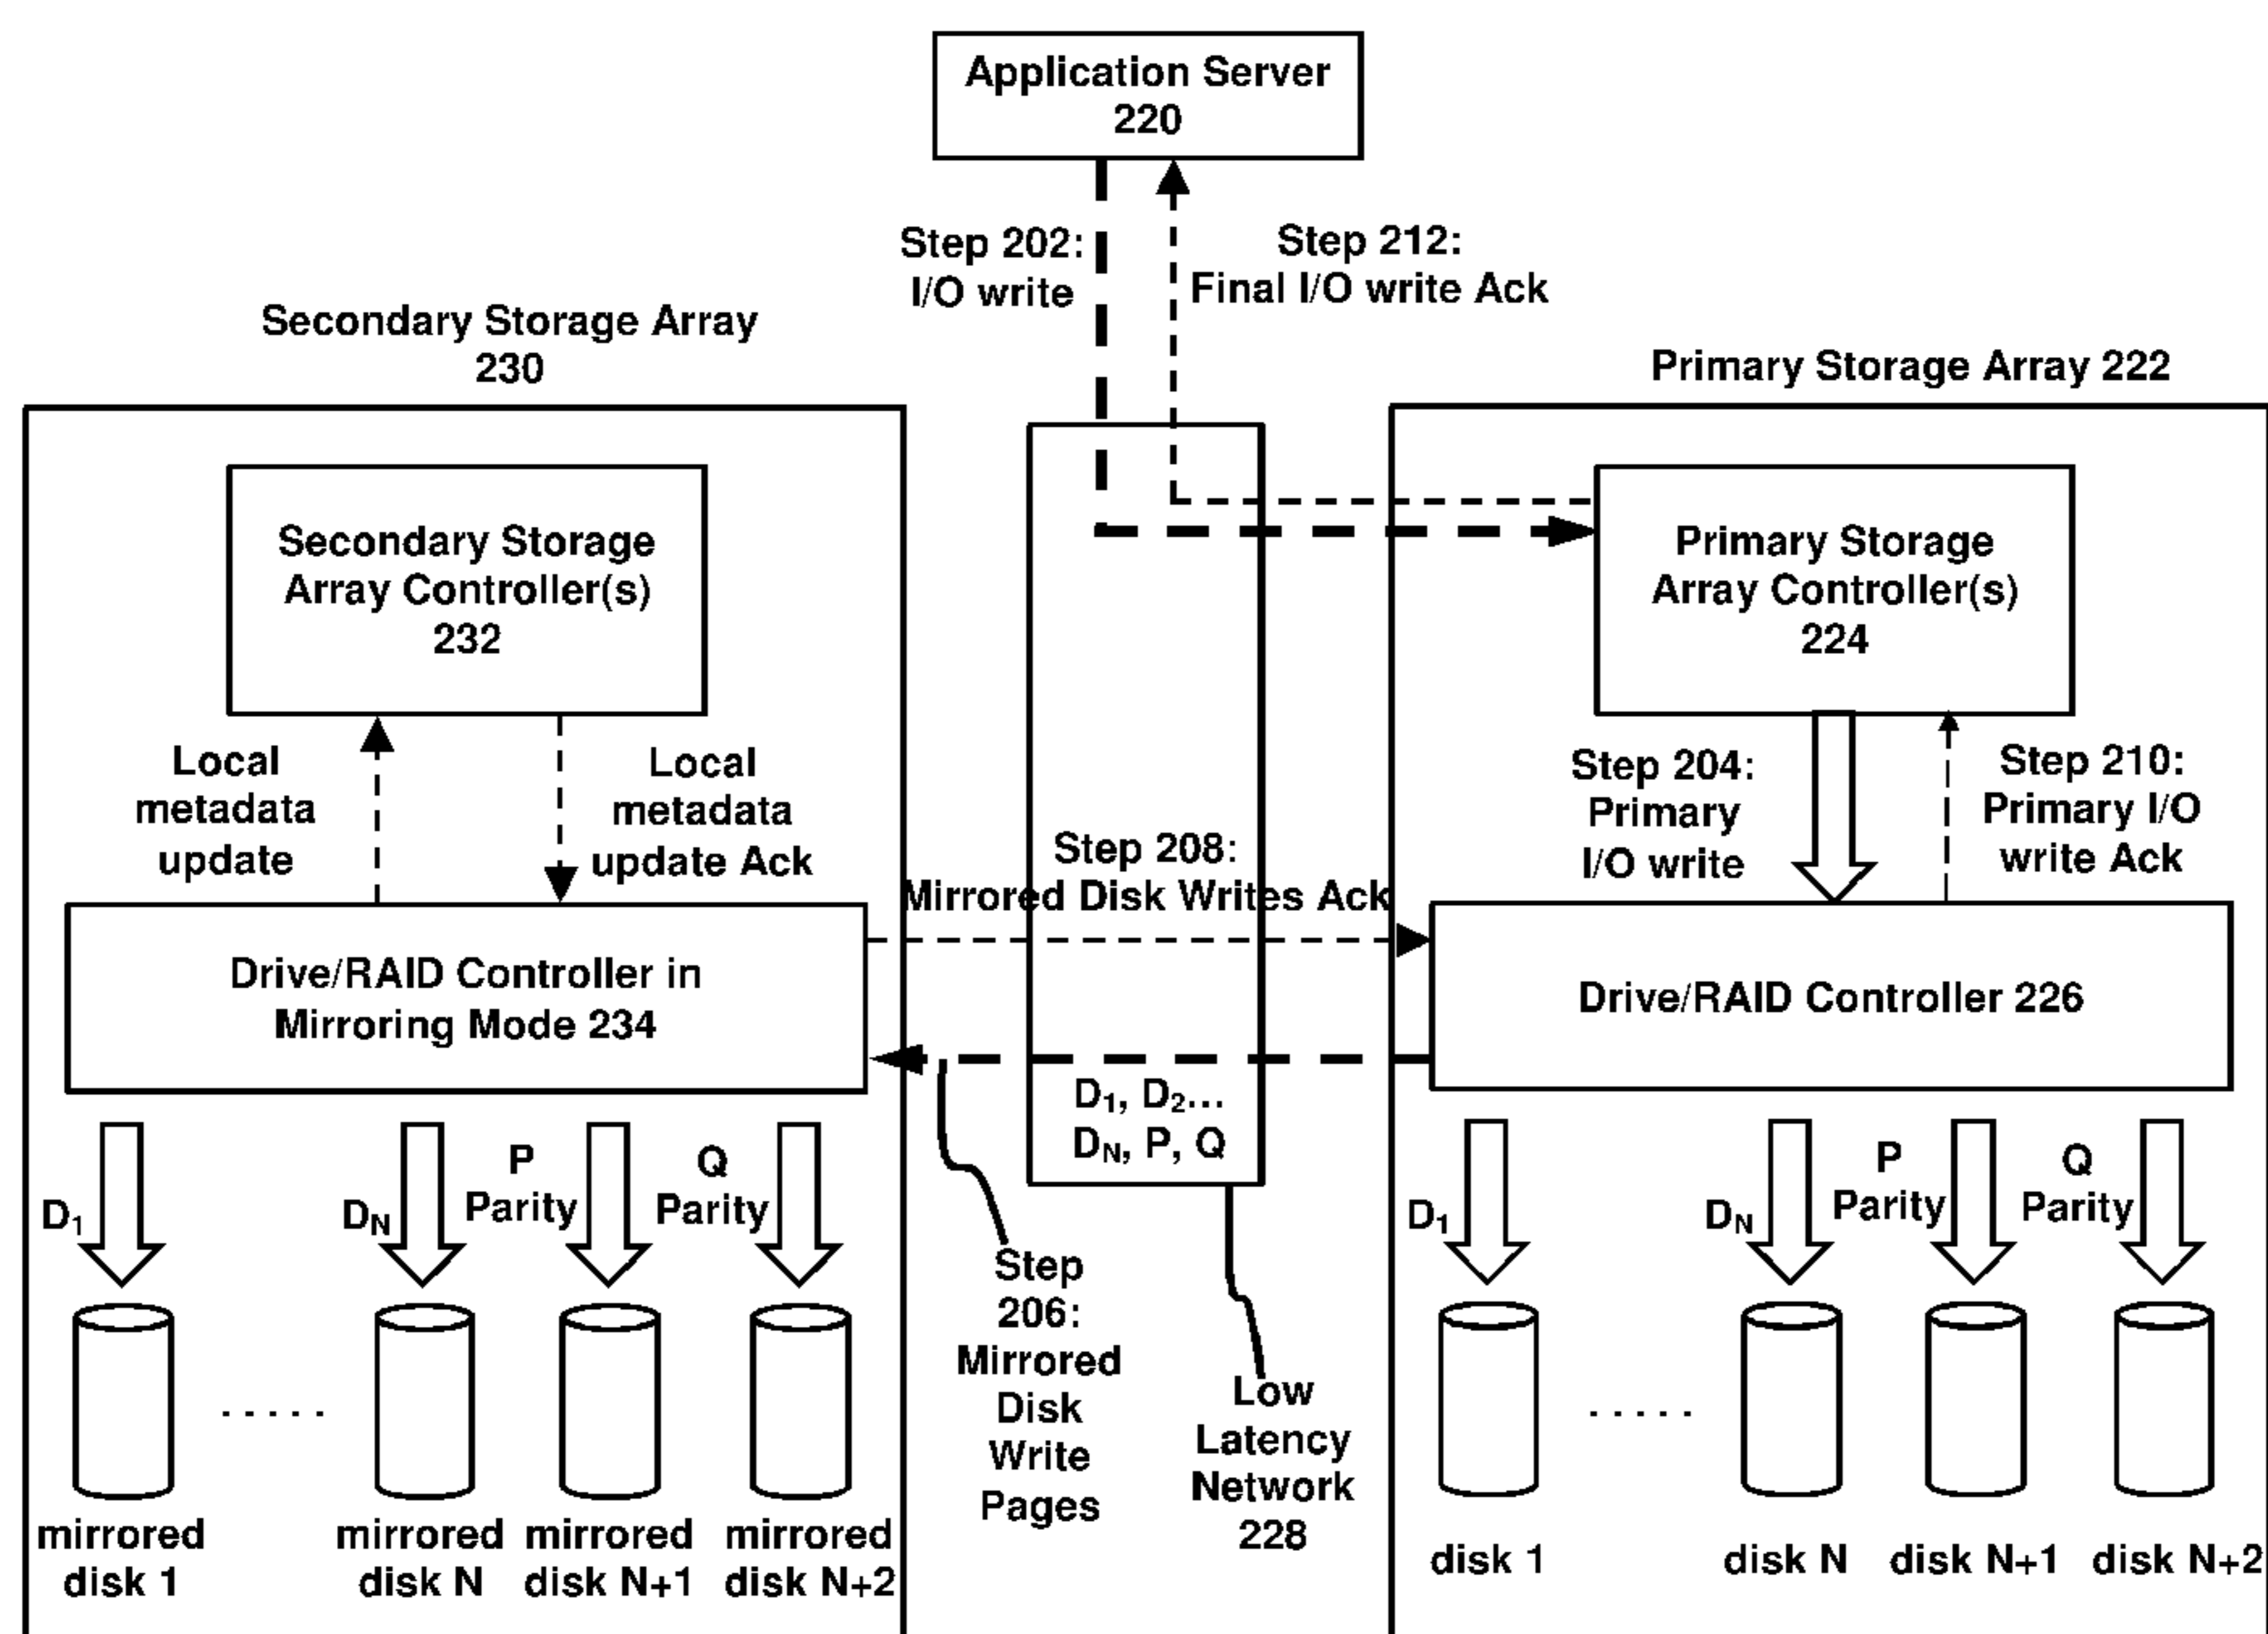 Application Server
220
Step 202:
I/O write
Step 212:
Final I/O write Ack
Secondary Storage Array
230
Primary Storage Array 222
Secondary Storage
Array Controller(s)
232
Primary Storage
Array Controller(s)
224
Local
metadata
update
Local
metadata
update Ack
Step 204:
Primary
I/O write
Step 210:
Primary I/O
write Ack
Step 208:
Mirrored Disk Writes Ack
Drive/RAID Controller in
Mirroring Mode 234
Drive/RAID Controller 226
D₁, D₂...
Dₙ, P, Q
D₁
Dₙ
P
Parity
Q
Parity
D₁
Dₙ
P
Parity
Q
Parity
Step
206:
Mirrored
Disk
Write
Pages
Low
Latency
Network
228
. . . . .
. . . . .
mirrored
disk 1
mirrored
disk N
mirrored
disk N+1
mirrored
disk N+2
disk 1
disk N
disk N+1
disk N+2